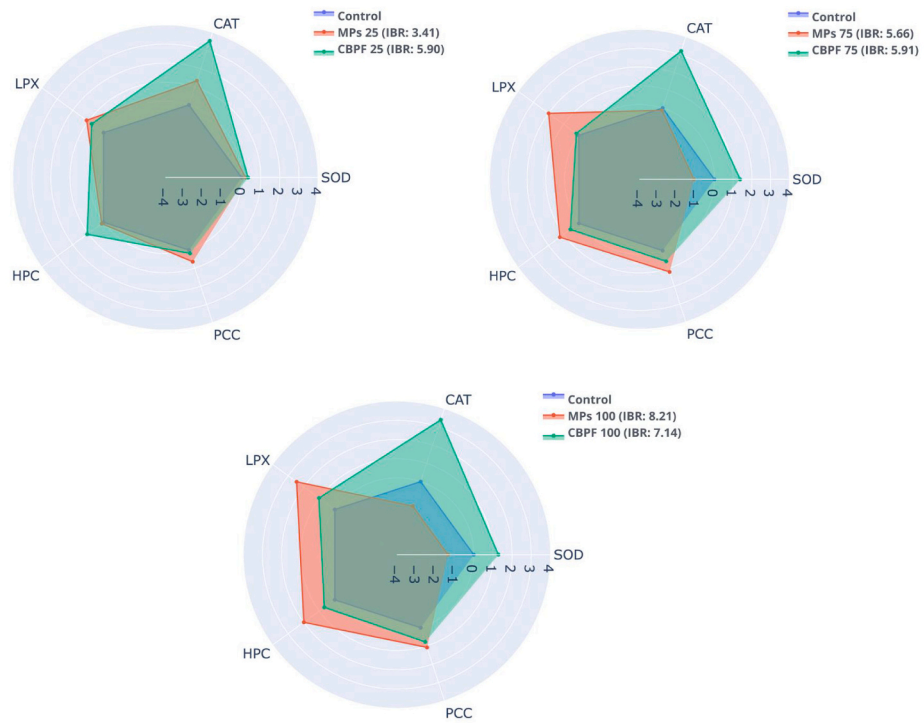 CAT
Control
MPs 25 (IBR: 3.41)
CBPF 25 (IBR: 5.90)
LPX
SOD
−4 −3 −2 −1 0 1 2 3 4
HPC
PCC
CAT
Control
MPs 75 (IBR: 5.66)
CBPF 75 (IBR: 5.91)
LPX
SOD
−4 −3 −2 −1 0 1 2 3 4
HPC
PCC
CAT
Control
MPs 100 (IBR: 8.21)
CBPF 100 (IBR: 7.14)
LPX
SOD
−4 −3 −2 −1 0 1 2 3 4
HPC
PCC